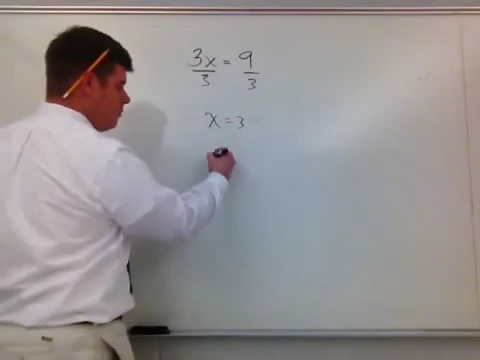 3x = 9
3 3
x = 3